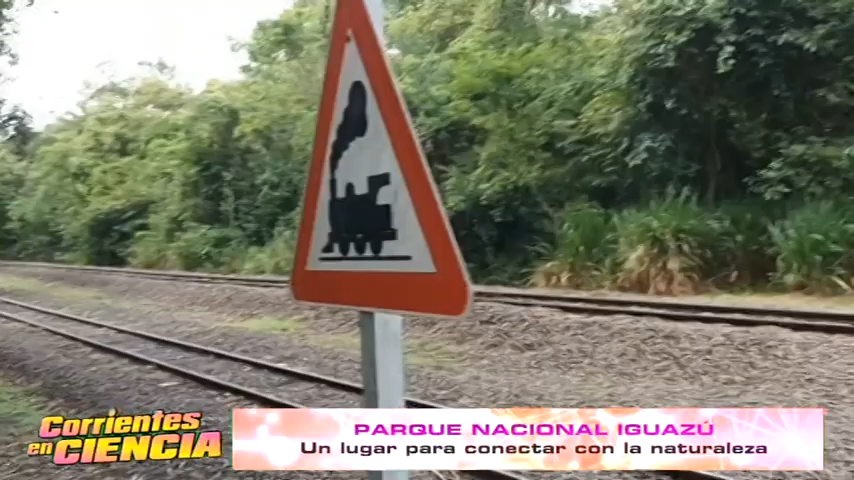 Corrientes
en CIENCIA
PARQUE NACIONAL IGUAZÚ
Un lugar para conectar con la naturaleza